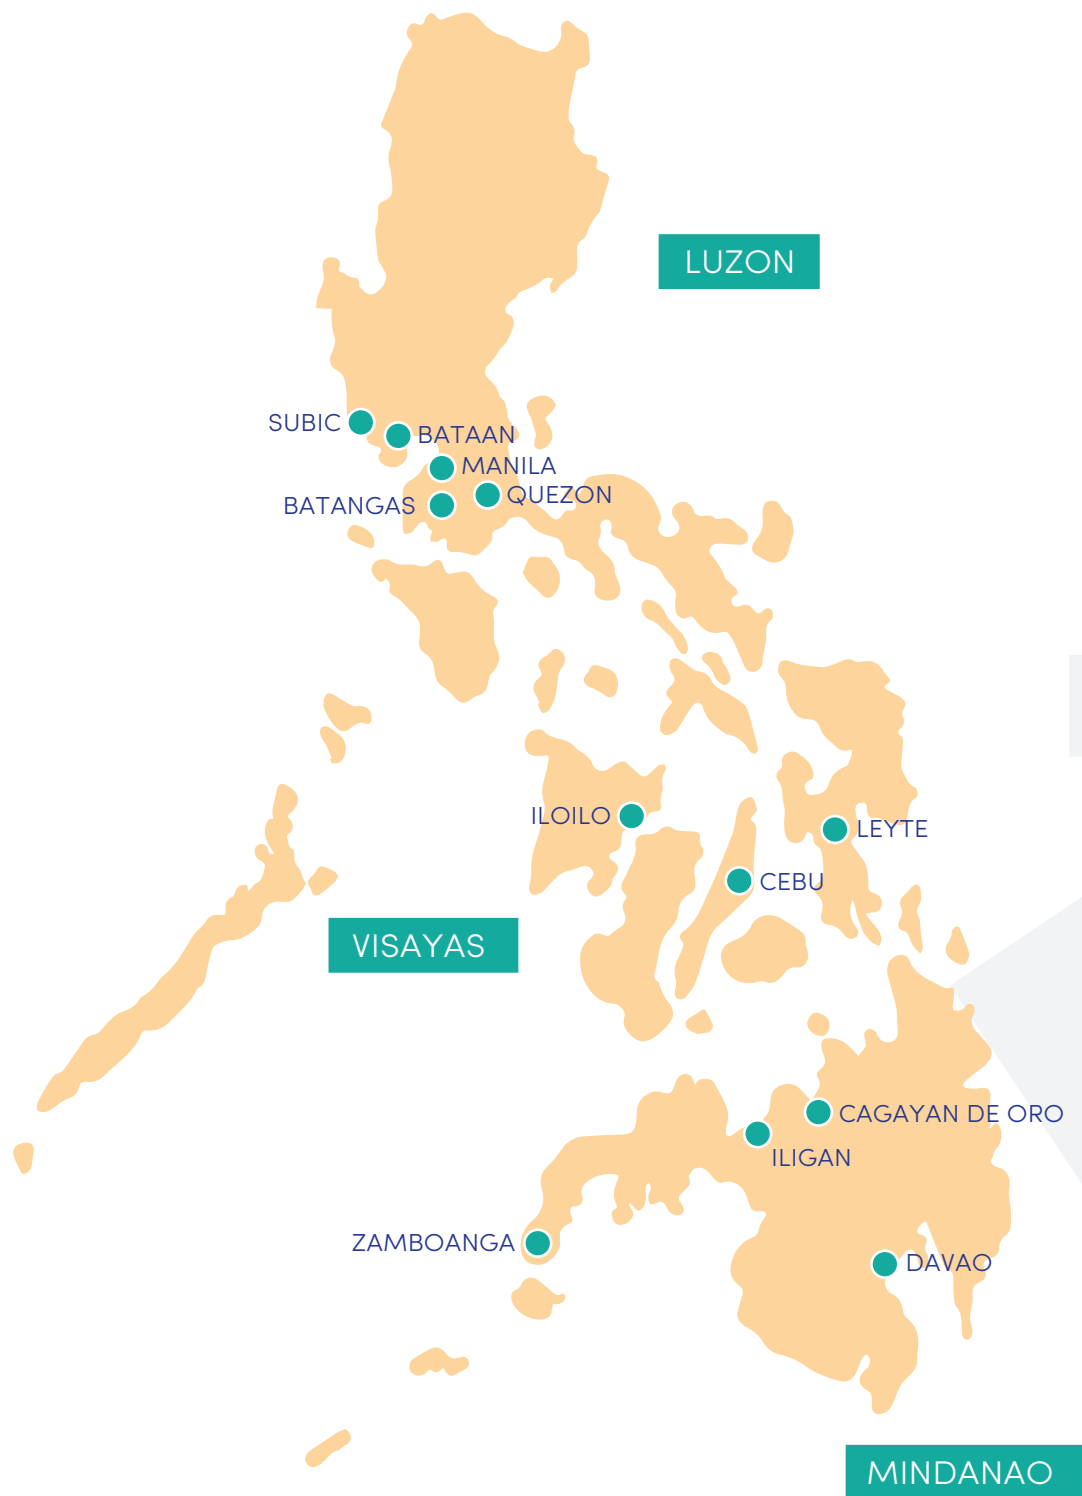 LUZON
SUBIC
BATAAN
MANILA
QUEZON
BATANGAS
ILOILO
LEYTE
CEBU
VISAYAS
CAGAYAN DE ORO
ILIGAN
ZAMBOANGA
DAVAO
MINDANAO